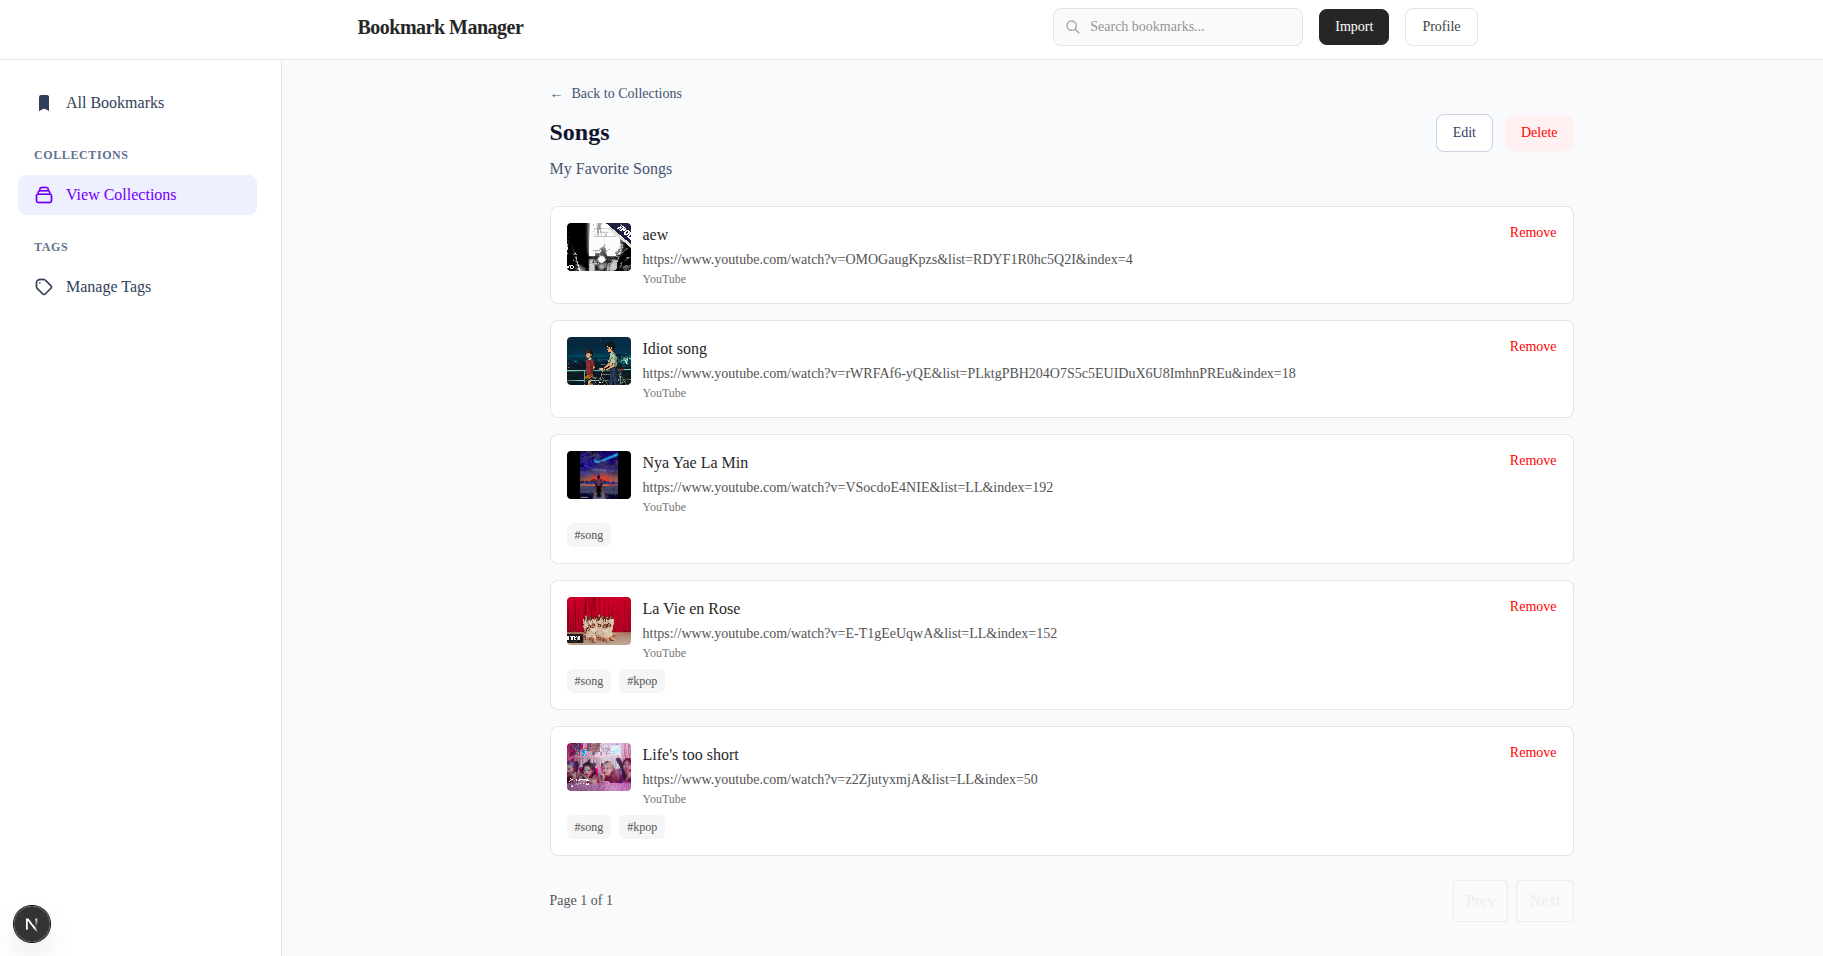 Bookmark Manager
Search bookmarks...
Import
Profile
All Bookmarks
COLLECTIONS
View Collections
TAGS
Manage Tags
← Back to Collections
Songs
Edit
Delete
My Favorite Songs
aew
Remove
https://www.youtube.com/watch?v=OMOGaugKpzs&list=RDYF1R0hc5Q2I&index=4
YouTube
Idiot song
Remove
https://www.youtube.com/watch?v=rWRFAf6-yQE&list=PLktgPBH204O7S5c5EUIDuX6U8ImhnPREu&index=18
YouTube
Nya Yae La Min
Remove
https://www.youtube.com/watch?v=VSocdoE4NIE&list=LL&index=192
YouTube
#song
La Vie en Rose
Remove
https://www.youtube.com/watch?v=E-T1gEeUqwA&list=LL&index=152
YouTube
#song #kpop
Life's too short
Remove
https://www.youtube.com/watch?v=z2ZjutyxmjA&list=LL&index=50
YouTube
#song #kpop
Page 1 of 1
Prev
Next
N